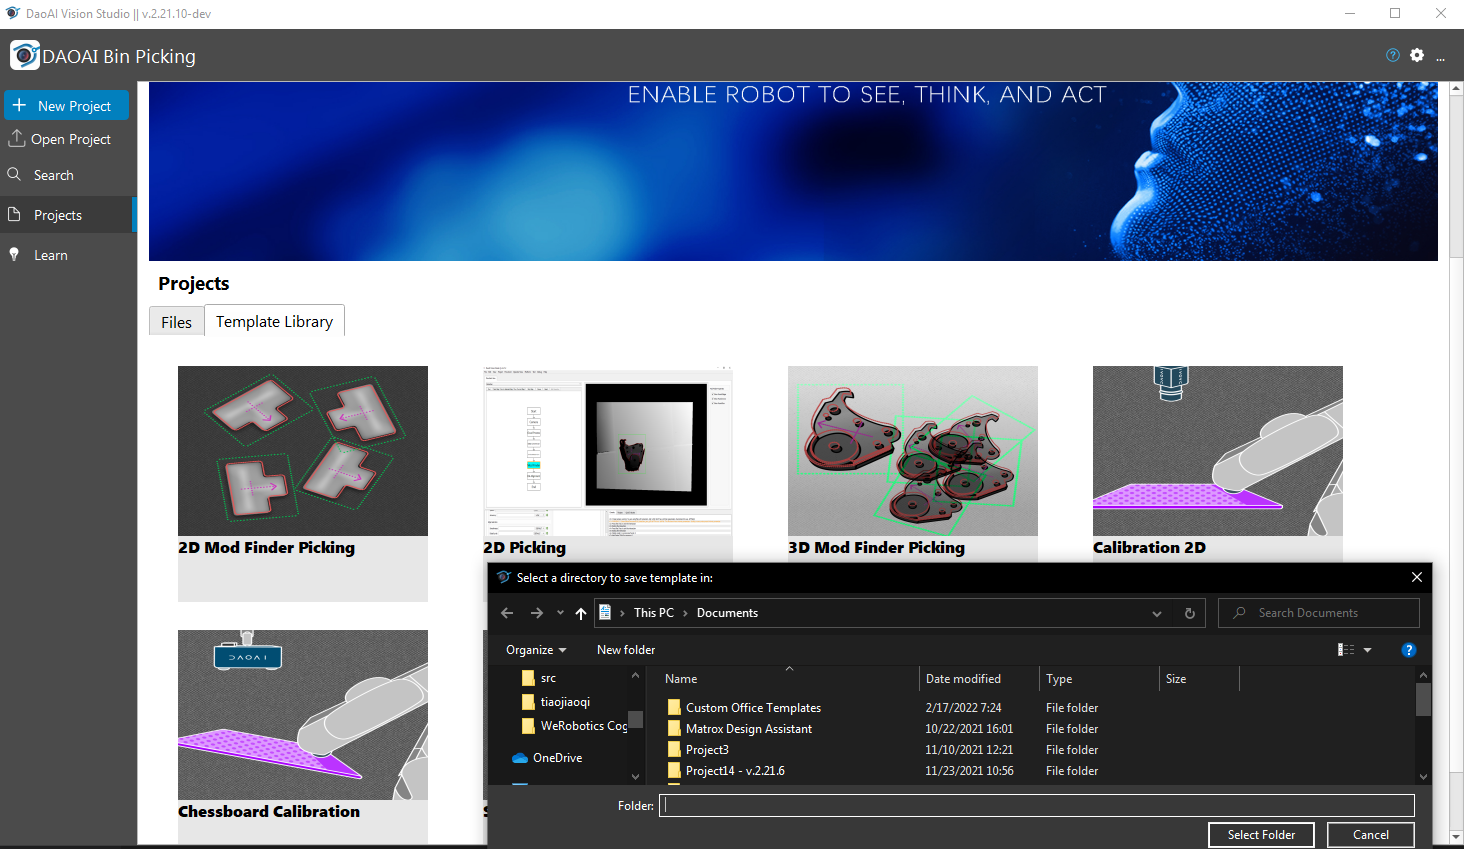 DaoAI Vision Studio || v.2.21.10-dev
DAOAI Bin Picking
...
New Project
Open Project
Search
Projects
Learn
ENABLE ROBOT TO SEE, THINK, AND ACT
Projects
Files
Template Library
2D Mod Finder Picking
2D Picking
3D Mod Finder Picking
Calibration 2D
DAOAI
Chessboard Calibration
Select a directory to save template in:
This PC
Documents
Search Documents
Organize
New folder
src
tiaojiaoqi
WeRobotics Cog
OneDrive
Name Date modified Type Size
Custom Office Templates 2/17/2022 7:24 File folder
Matrox Design Assistant 10/22/2021 16:01 File folder
Project3 11/10/2021 12:21 File folder
Project14 - v.2.21.6 11/23/2021 10:56 File folder
Folder:
Select Folder
Cancel